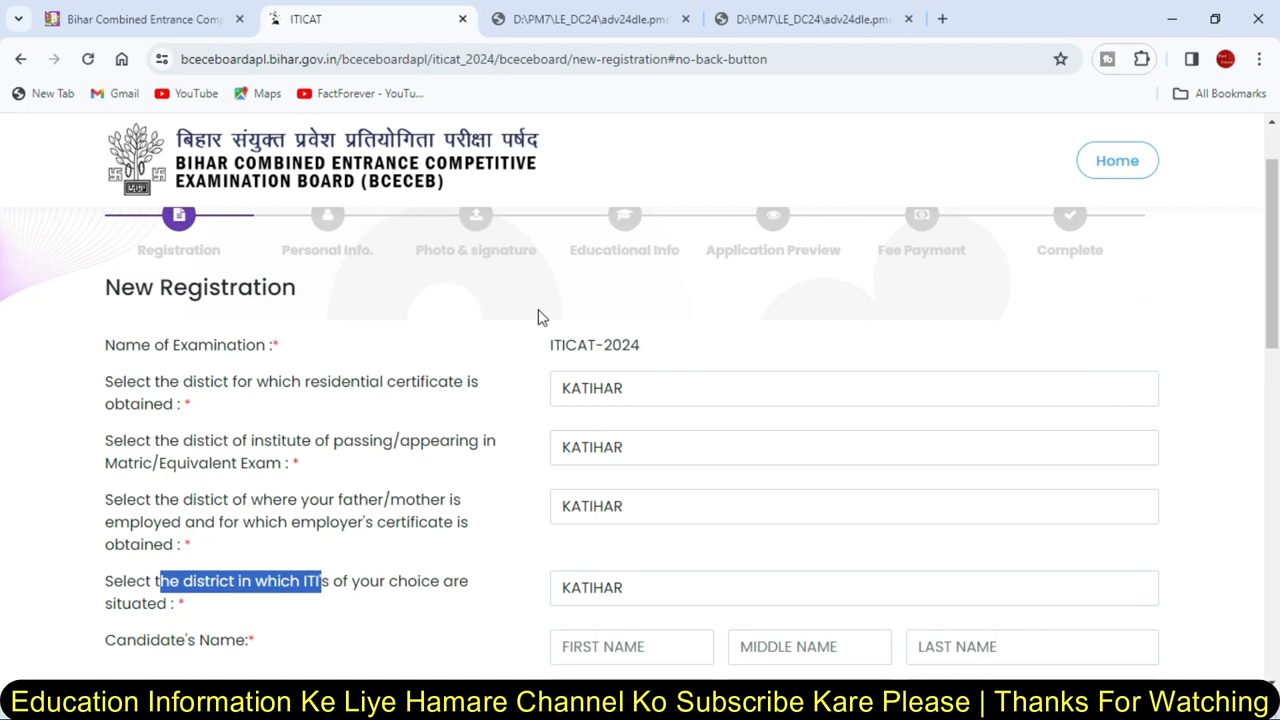 Bihar Combined Entrance Comp
ITICAT
D:\PM7\LE_DC24\adv24dle.pmd
D:\PM7\LE_DC24\adv24dle.pmd
bceceboardapl.bihar.gov.in/bceceboardapl/iticat_2024/bceceboard/new-registration#no-back-button
New Tab
Gmail
YouTube
Maps
FactForever - YouTu...
All Bookmarks
बिहार संयुक्त प्रवेश प्रतियोगिता परीक्षा पर्षद
BIHAR COMBINED ENTRANCE COMPETITIVE
EXAMINATION BOARD (BCECEB)
Home
Registration
Personal Info.
Photo & signature
Educational Info
Application Preview
Fee Payment
Complete
New Registration
Name of Examination :*
ITICAT-2024
Select the distict for which residential certificate is
obtained : *
KATIHAR
Select the distict of institute of passing/appearing in
Matric/Equivalent Exam : *
KATIHAR
Select the distict of where your father/mother is
employed and for which employer's certificate is
obtained : *
KATIHAR
Select the district in which ITI's of your choice are
situated : *
KATIHAR
Candidate's Name:*
FIRST NAME
MIDDLE NAME
LAST NAME
Education Information Ke Liye Hamare Channel Ko Subscribe Kare Please | Thanks For Watching